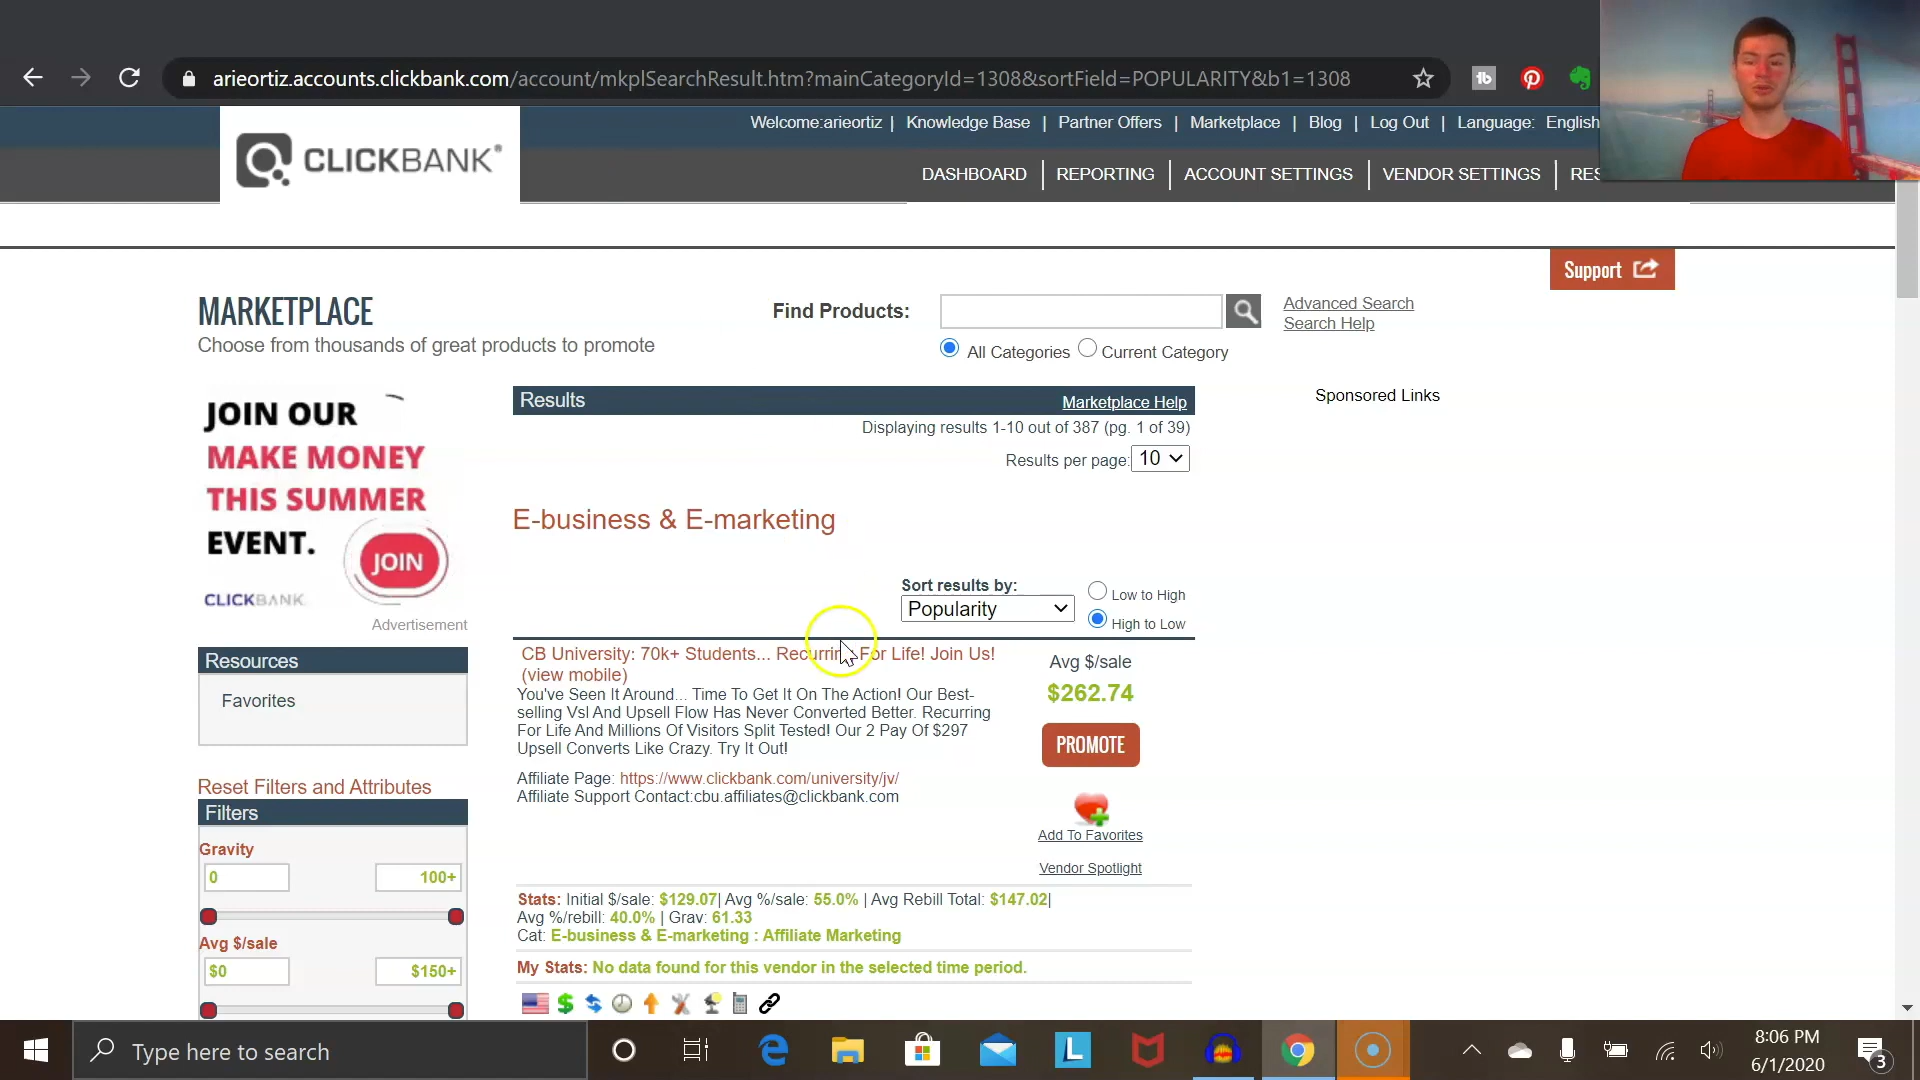 arieortiz.accounts.clickbank.com/account/mkplSearchResult.htm?mainCategoryId=1308&sortField=POPULARITY&b1=1308
Welcome:arieortiz | Knowledge Base | Partner Offers | Marketplace | Blog | Log Out | Language: English
CLICKBANK®
DASHBOARD | REPORTING | ACCOUNT SETTINGS | VENDOR SETTINGS | RES
Support
MARKETPLACE
Choose from thousands of great products to promote
Find Products:
Advanced Search
Search Help
All Categories Current Category
JOIN OUR
MAKE MONEY
THIS SUMMER
EVENT.
JOIN
CLICKBANK
Advertisement
Results Marketplace Help
Displaying results 1-10 out of 387 (pg. 1 of 39)
Results per page: 10
Sponsored Links
E-business & E-marketing
Sort results by:
Popularity
Low to High
High to Low
CB University: 70k+ Students... Recurring For Life! Join Us!
(view mobile)
You've Seen It Around... Time To Get It On The Action! Our Best-
selling Vsl And Upsell Flow Has Never Converted Better. Recurring
For Life And Millions Of Visitors Split Tested! Our 2 Pay Of $297
Upsell Converts Like Crazy. Try It Out!
Affiliate Page: https://www.clickbank.com/university/jv/
Affiliate Support Contact:cbu.affiliates@clickbank.com
Avg $/sale
$262.74
PROMOTE
Add To Favorites
Vendor Spotlight
Stats: Initial $/sale: $129.07| Avg %/sale: 55.0% | Avg Rebill Total: $147.02|
Avg %/rebill: 40.0% | Grav: 61.33
Cat: E-business & E-marketing : Affiliate Marketing
My Stats: No data found for this vendor in the selected time period.
Resources
Favorites
Reset Filters and Attributes
Filters
Gravity
0 100+
Avg $/sale
$0 $150+
Type here to search
8:06 PM
6/1/2020
3